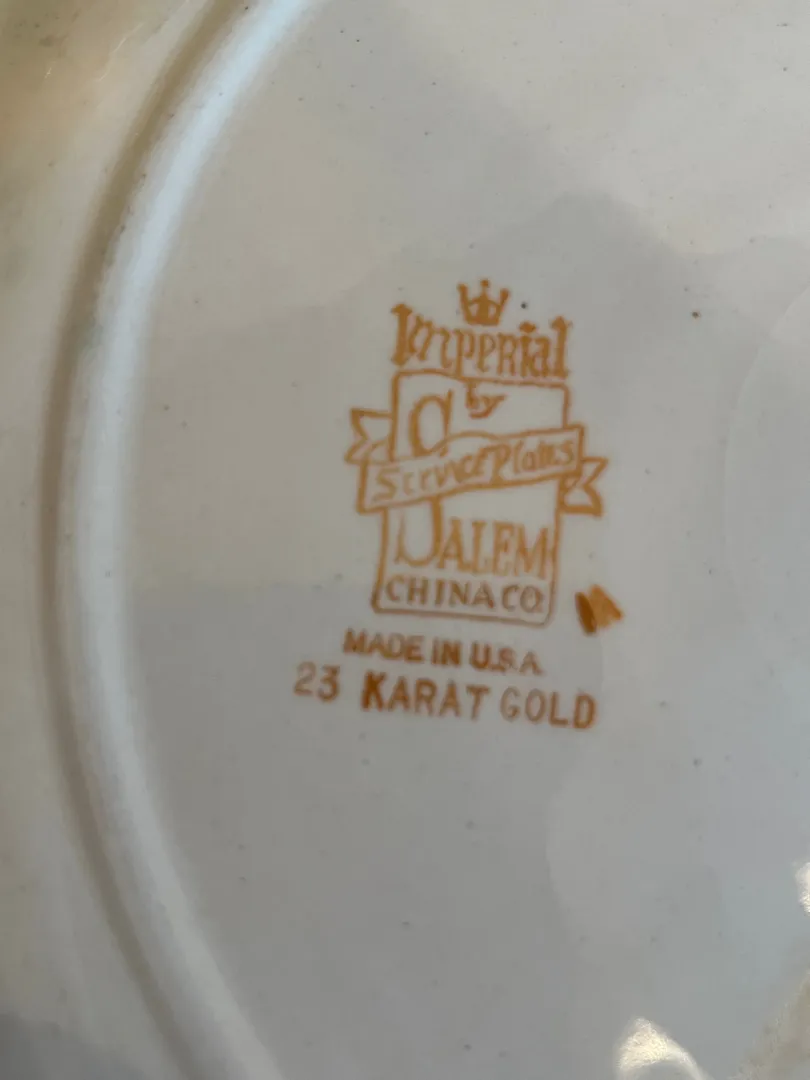 Imperial
by
Service Plates
SALEM
CHINA CO.
MADE IN U.S.A.
23 KARAT GOLD